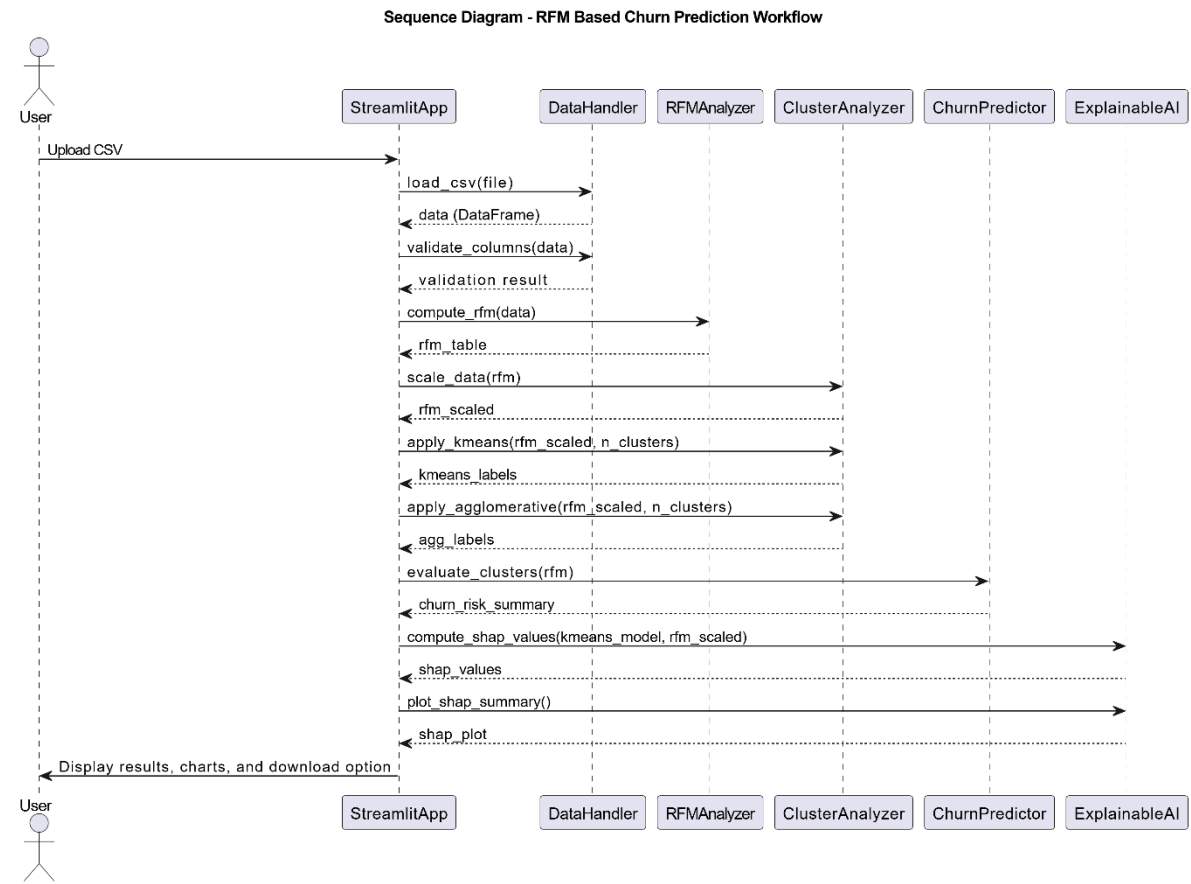 Sequence Diagram - RFM Based Churn Prediction Workflow
User
StreamlitApp
DataHandler
RFMAnalyzer
ClusterAnalyzer
ChurnPredictor
ExplainableAI
Upload CSV
load_csv(file)
data (DataFrame)
validate_columns(data)
validation result
compute_rfm(data)
rfm_table
scale_data(rfm)
rfm_scaled
apply_kmeans(rfm_scaled, n_clusters)
kmeans_labels
apply_agglomerative(rfm_scaled, n_clusters)
agg_labels
evaluate_clusters(rfm)
churn_risk_summary
compute_shap_values(kmeans_model, rfm_scaled)
shap_values
plot_shap_summary()
shap_plot
Display results, charts, and download option
User
StreamlitApp
DataHandler
RFMAnalyzer
ClusterAnalyzer
ChurnPredictor
ExplainableAI